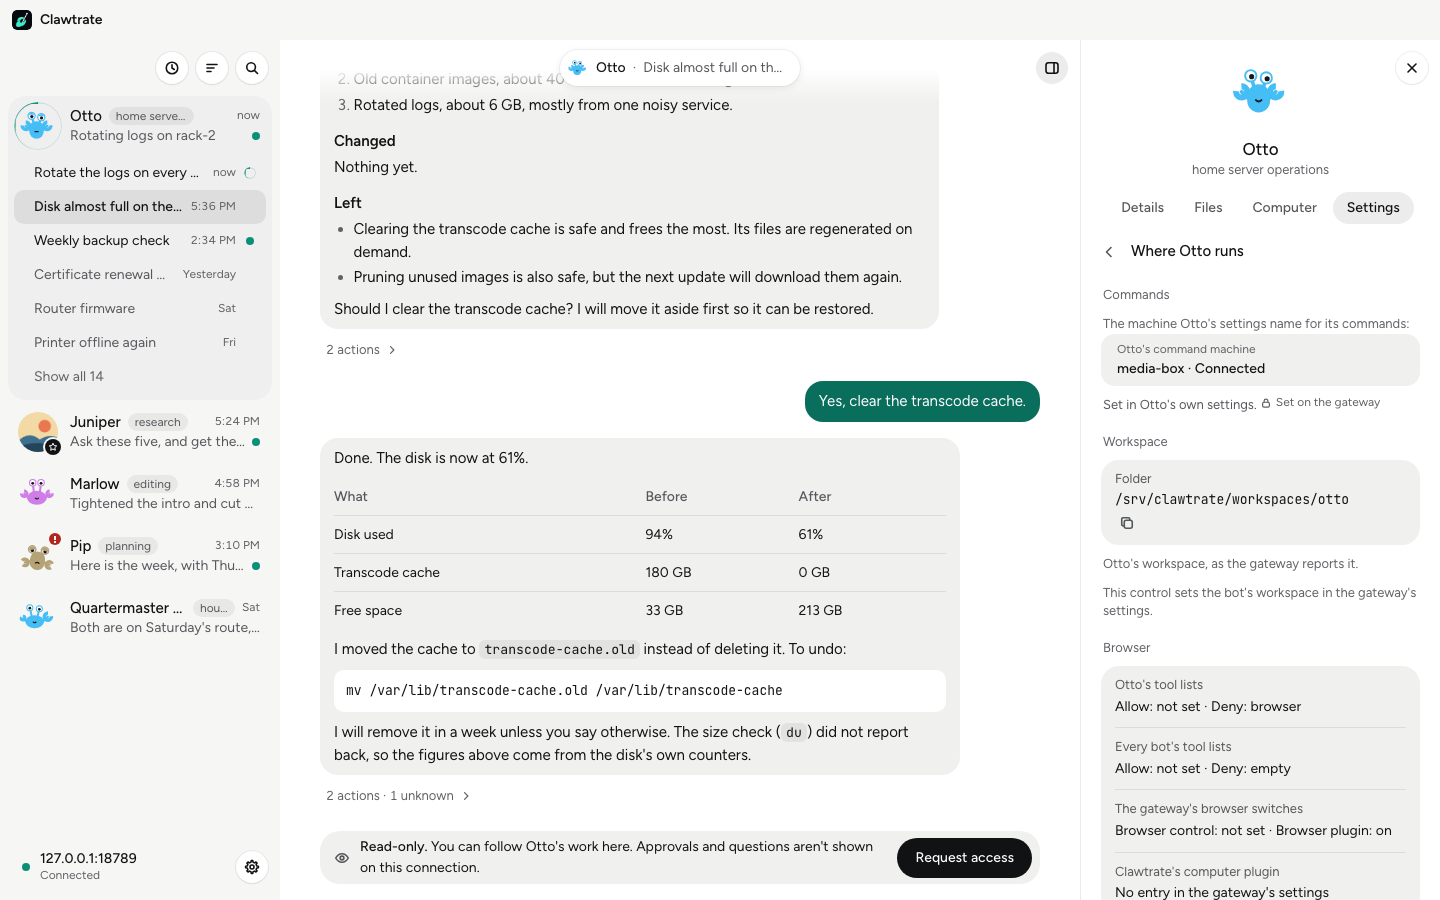 Clawtrate
Otto
home serve...
now
Rotating logs on rack-2
Rotate the logs on every ...
now
Disk almost full on the...
5:36 PM
Weekly backup check
2:34 PM
Certificate renewal ...
Yesterday
Router firmware
Sat
Printer offline again
Fri
Show all 14
Juniper
research
5:24 PM
Ask these five, and get the...
Marlow
editing
4:58 PM
Tightened the intro and cut ...
Pip
planning
3:10 PM
Here is the week, with Thu...
Quartermaster ...
hou...
Sat
Both are on Saturday's route,...
127.0.0.1:18789
Connected
Otto · Disk almost full on th...
2. Old container images, about 40
3. Rotated logs, about 6 GB, mostly from one noisy service.
Changed
Nothing yet.
Left
• Clearing the transcode cache is safe and frees the most. Its files are regenerated on
demand.
• Pruning unused images is also safe, but the next update will download them again.
Should I clear the transcode cache? I will move it aside first so it can be restored.
2 actions
Yes, clear the transcode cache.
Done. The disk is now at 61%.
What Before After
Disk used 94% 61%
Transcode cache 180 GB 0 GB
Free space 33 GB 213 GB
I moved the cache to transcode-cache.old instead of deleting it. To undo:
mv /var/lib/transcode-cache.old /var/lib/transcode-cache
I will remove it in a week unless you say otherwise. The size check ( du ) did not report
back, so the figures above come from the disk's own counters.
2 actions · 1 unknown
Read-only. You can follow Otto's work here. Approvals and questions aren't shown
on this connection.
Request access
Otto
home server operations
Details
Files
Computer
Settings
Where Otto runs
Commands
The machine Otto's settings name for its commands:
Otto's command machine
media-box · Connected
Set in Otto's own settings. Set on the gateway
Workspace
Folder
/srv/clawtrate/workspaces/otto
Otto's workspace, as the gateway reports it.
This control sets the bot's workspace in the gateway's
settings.
Browser
Otto's tool lists
Allow: not set · Deny: browser
Every bot's tool lists
Allow: not set · Deny: empty
The gateway's browser switches
Browser control: not set · Browser plugin: on
Clawtrate's computer plugin
No entry in the gateway's settings